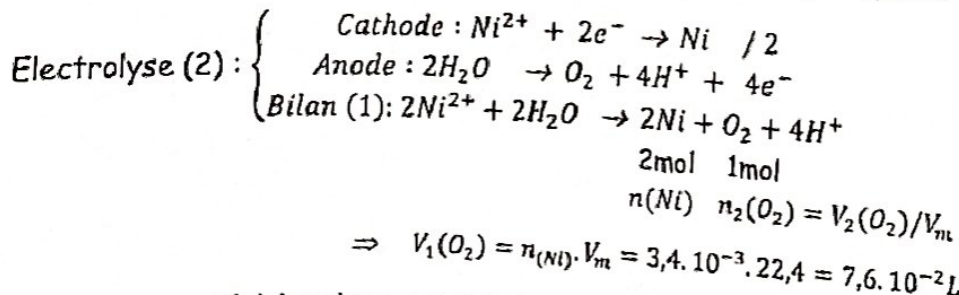 Cathode : Ni²⁺ + 2e⁻ → Ni / 2
Electrolyse (2) :
Anode : 2H₂O → O₂ + 4H⁺ + 4e⁻
Bilan (1): 2Ni²⁺ + 2H₂O → 2Ni + O₂ + 4H⁺
2mol 1mol
n(Ni) n₂(O₂) = V₂(O₂)/Vₘ
⇒ V₁(O₂) = n₍Ni₎. Vₘ = 3,4. 10⁻³. 22,4 = 7,6. 10⁻² L